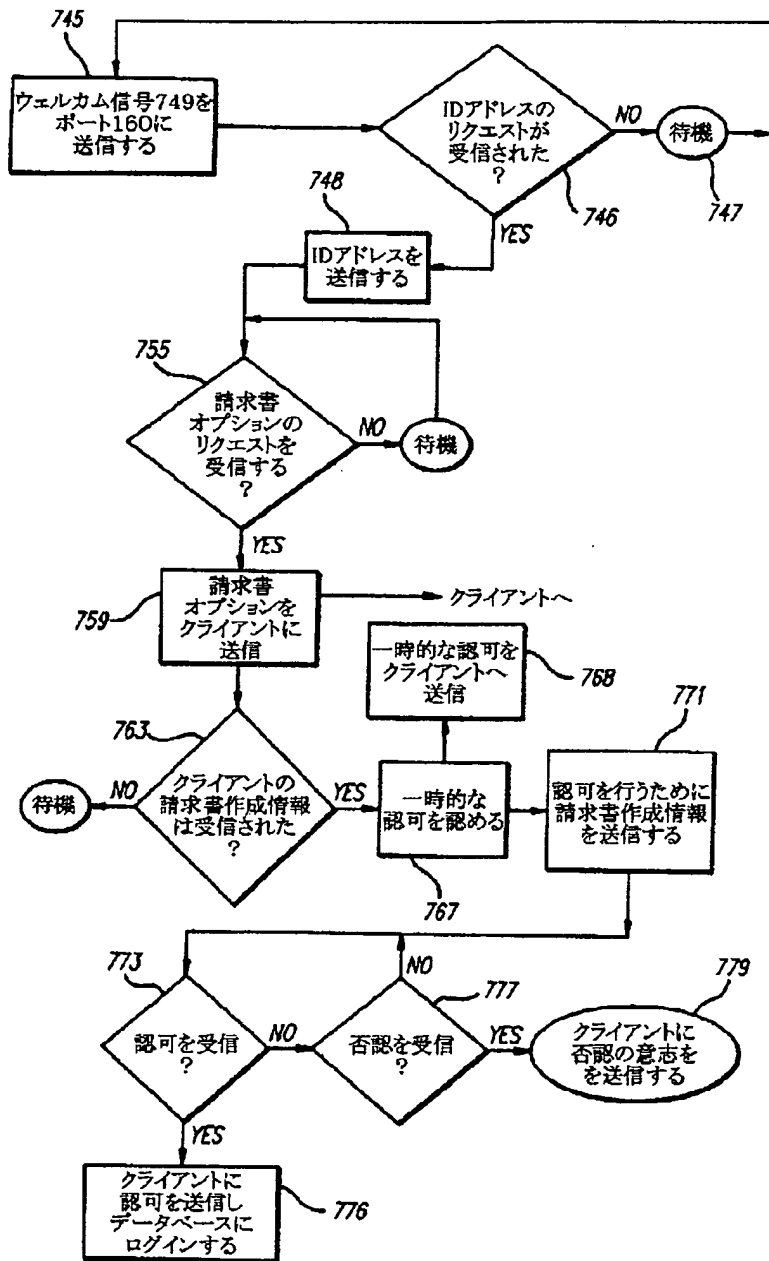 745
ウェルカム信号749を
ポート160に
送信する
IDアドレスの
リクエストが
受信された
?
NO
待機
747
746
YES
748
IDアドレスを
送信する
755
請求書
オプションの
リクエストを
受信する
?
NO
待機
YES
759
請求書
オプションを
クライアントに
送信
クライアントへ
一時的な認可を
クライアントへ
送信
768
763
クライアントの
請求書作成情報
は受信された
?
NO
待機
YES
一時的な
認可を認める
767
771
認可を行うために
請求書作成情報
を送信する
773
認可を受信
?
NO
NO
777
否認を受信
?
YES
779
クライアントに
否認の意志を
を送信する
YES
クライアントに
認可を送信し
データベースに
ログインする
776